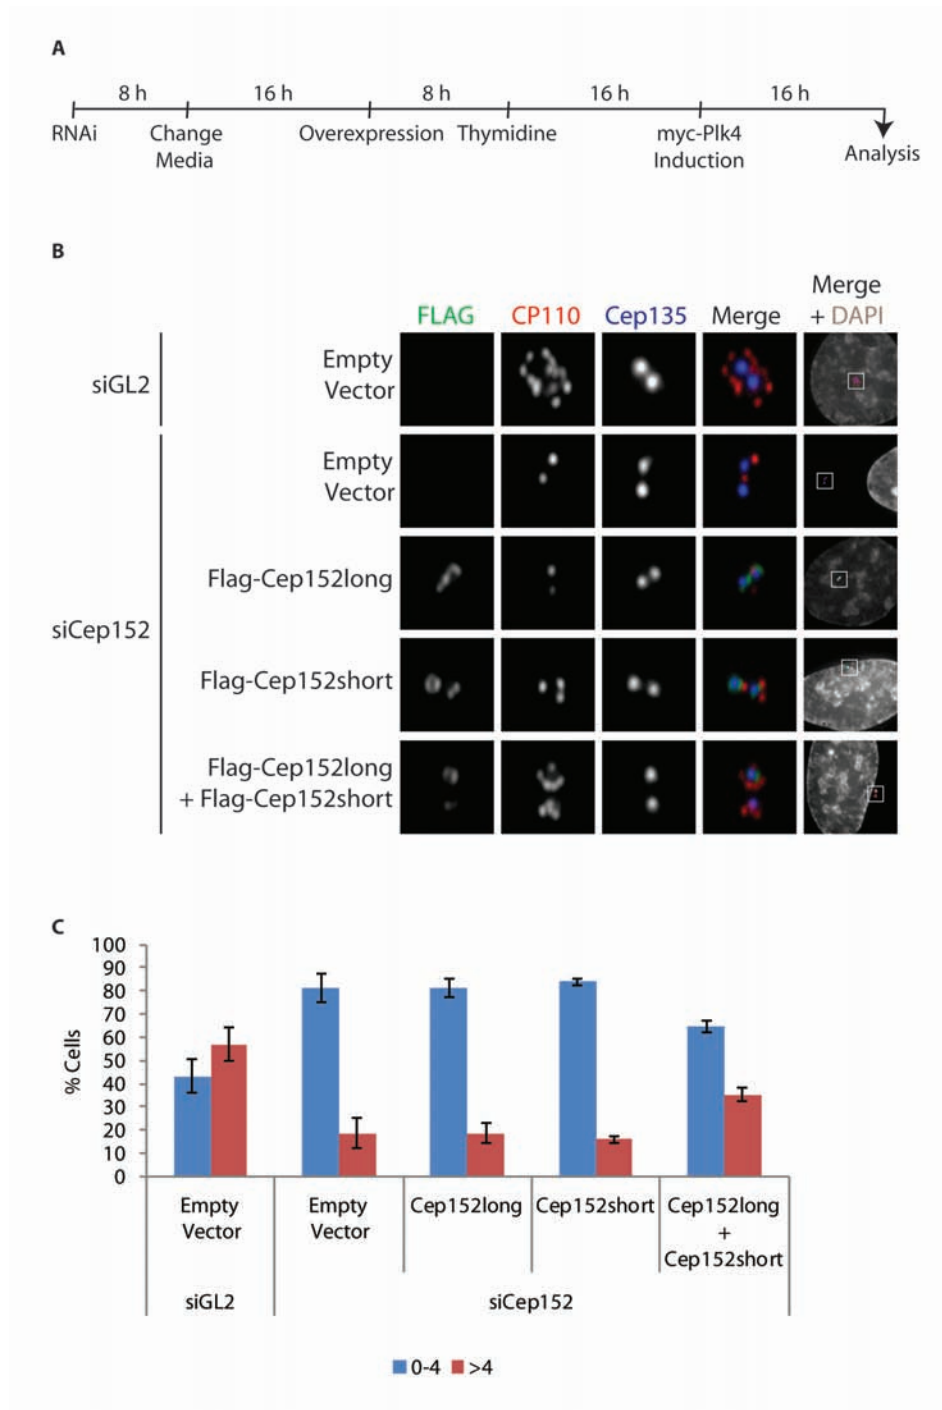 A
8 h 16 h 8 h 16 h 16 h
RNAi Change Media Overexpression Thymidine myc-Plk4 Induction Analysis
B
FLAG CP110 Cep135 Merge Merge + DAPI
siGL2
Empty
Vector
siCep152
Empty
Vector
Flag-Cep152long
Flag-Cep152short
Flag-Cep152long
+ Flag-Cep152short
C
% Cells
100
90
80
70
60
50
40
30
20
10
0
Empty Vector
Empty Vector
Cep152long
Cep152short
Cep152long + Cep152short
siGL2 siCep152
0-4 >4